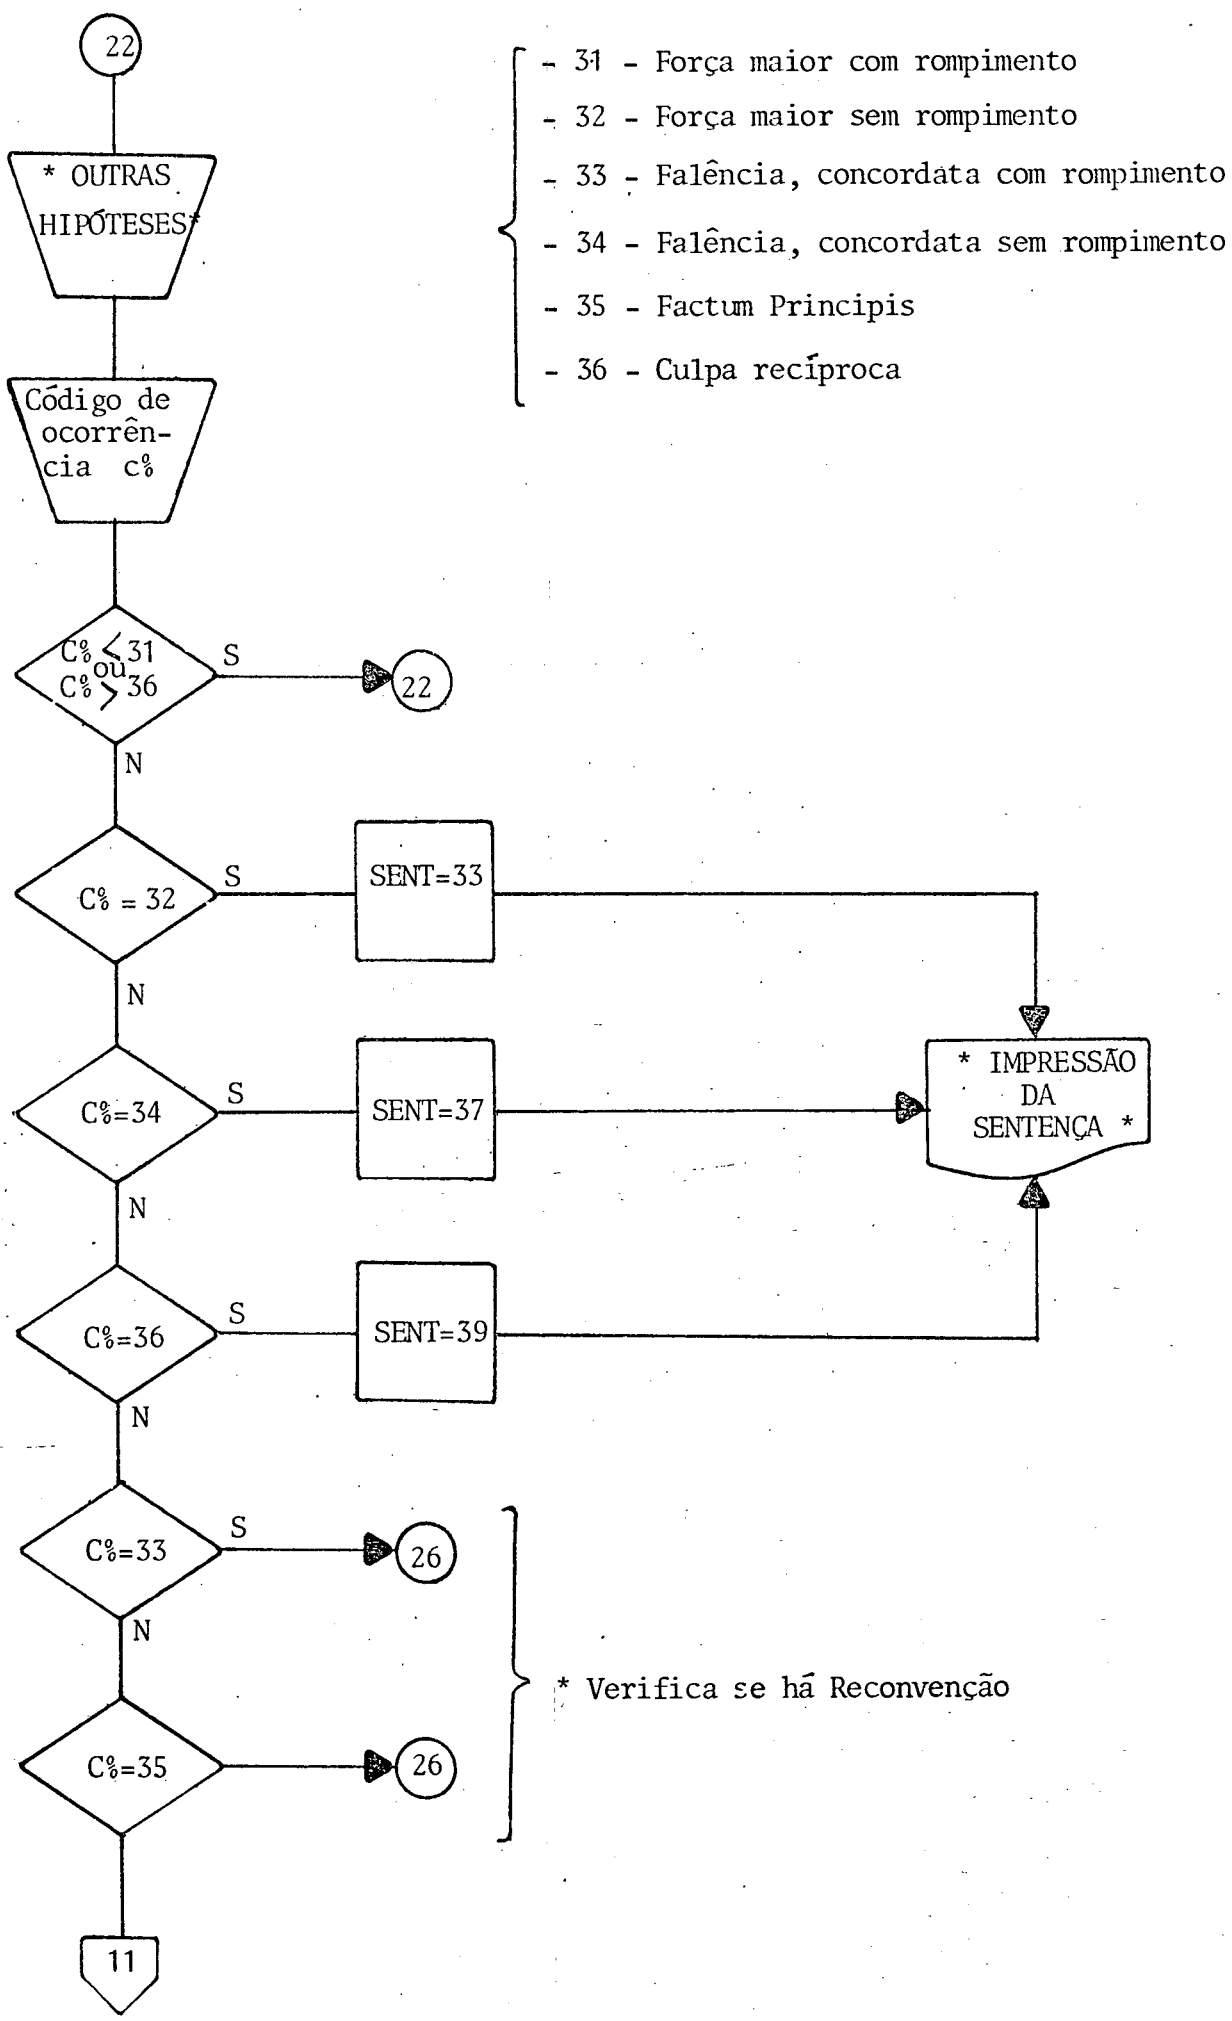 22
- 31 - Força maior com rompimento
- 32 - Força maior sem rompimento
- 33 - Falência, concordata com rompimento
- 34 - Falência, concordata sem rompimento
- 35 - Factum Principis
- 36 - Culpa recíproca
* OUTRAS
HIPÓTESES*
Código de
ocorrên-
cia c%
C% < 31
ou
C% > 36
S
22
N
C% = 32
S
SENT=33
N
* IMPRESSÃO
DA
SENTENÇA *
C%=34
S
SENT=37
N
C%=36
S
SENT=39
N
C%=33
S
26
N
* Verifica se há Reconvenção
C%=35
26
11